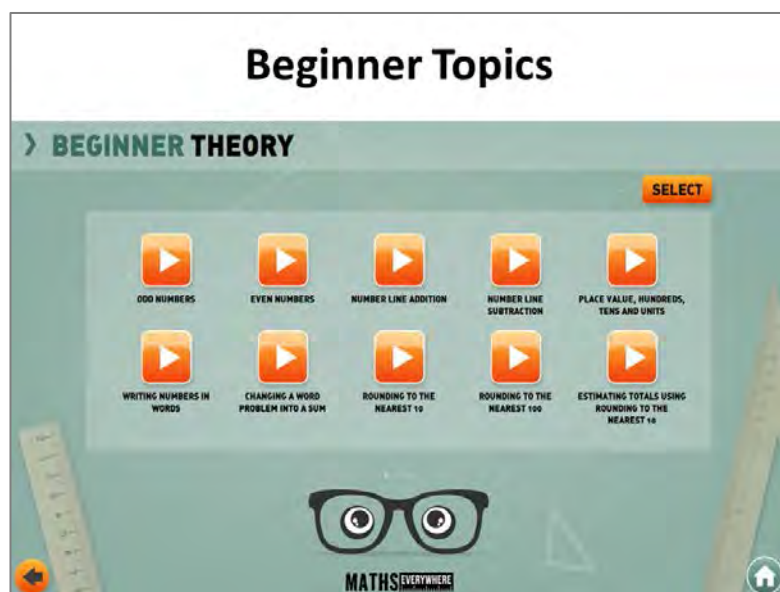 Beginner Topics
BEGINNER THEORY
SELECT
ODD NUMBERS
EVEN NUMBERS
NUMBER LINE ADDITION
NUMBER LINE
SUBTRACTION
PLACE VALUE, HUNDREDS,
TENS AND UNITS
WRITING NUMBERS IN
WORDS
CHANGING A WORD
PROBLEM INTO A SUM
ROUNDING TO THE
NEAREST 10
ROUNDING TO THE
NEAREST 100
ESTIMATING TOTALS USING
ROUNDING TO THE
NEAREST 10
MATHS EVERYWHERE